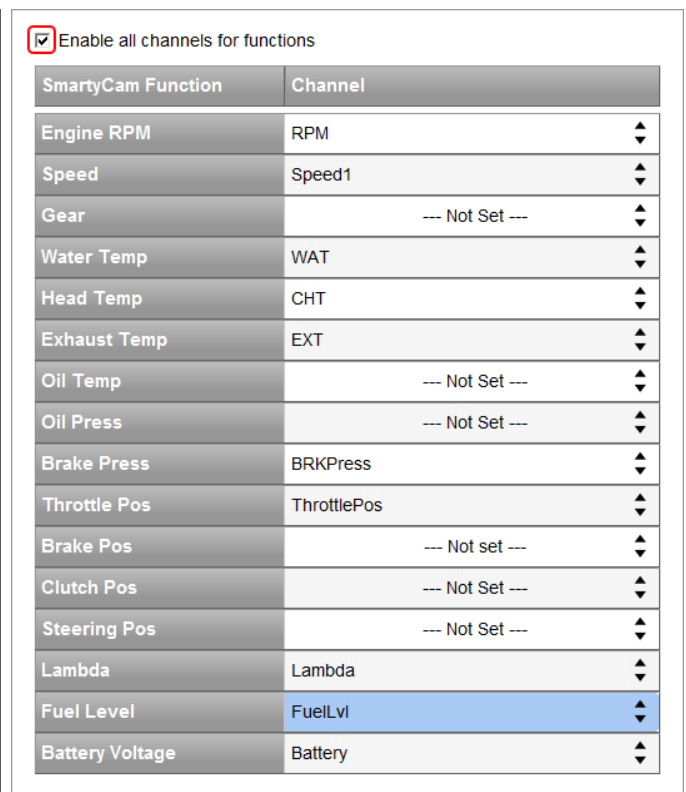 Enable all channels for functions
SmartyCam Function Channel
Engine RPM RPM
Speed Speed1
Gear --- Not Set ---
Water Temp WAT
Head Temp CHT
Exhaust Temp EXT
Oil Temp --- Not Set ---
Oil Press --- Not Set ---
Brake Press BRKPress
Throttle Pos ThrottlePos
Brake Pos --- Not set ---
Clutch Pos --- Not Set ---
Steering Pos --- Not Set ---
Lambda Lambda
Fuel Level FuelLvl
Battery Voltage Battery